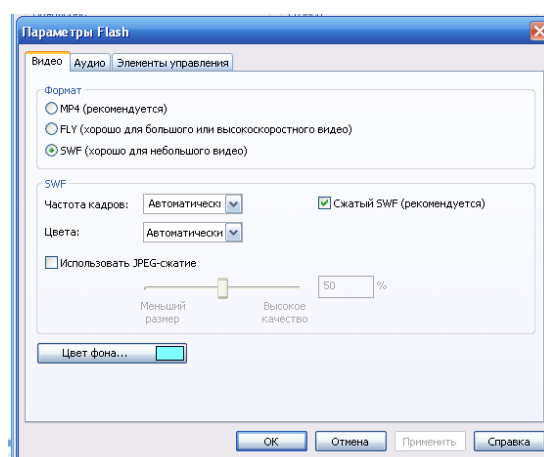 Параметры Flash
Видео Аудио Элементы управления
Формат
MP4 (рекомендуется)
FLY (хорошо для большого или высокоскоростного видео)
SWF (хорошо для небольшого видео)
SWF
Частота кадров: Автоматическı Сжатый SWF (рекомендуется)
Цвета: Автоматически
Использовать JPEG-сжатие
50 %
Меньший Высокое
размер качество
Цвет фона...
OK Отмена Применить Справка